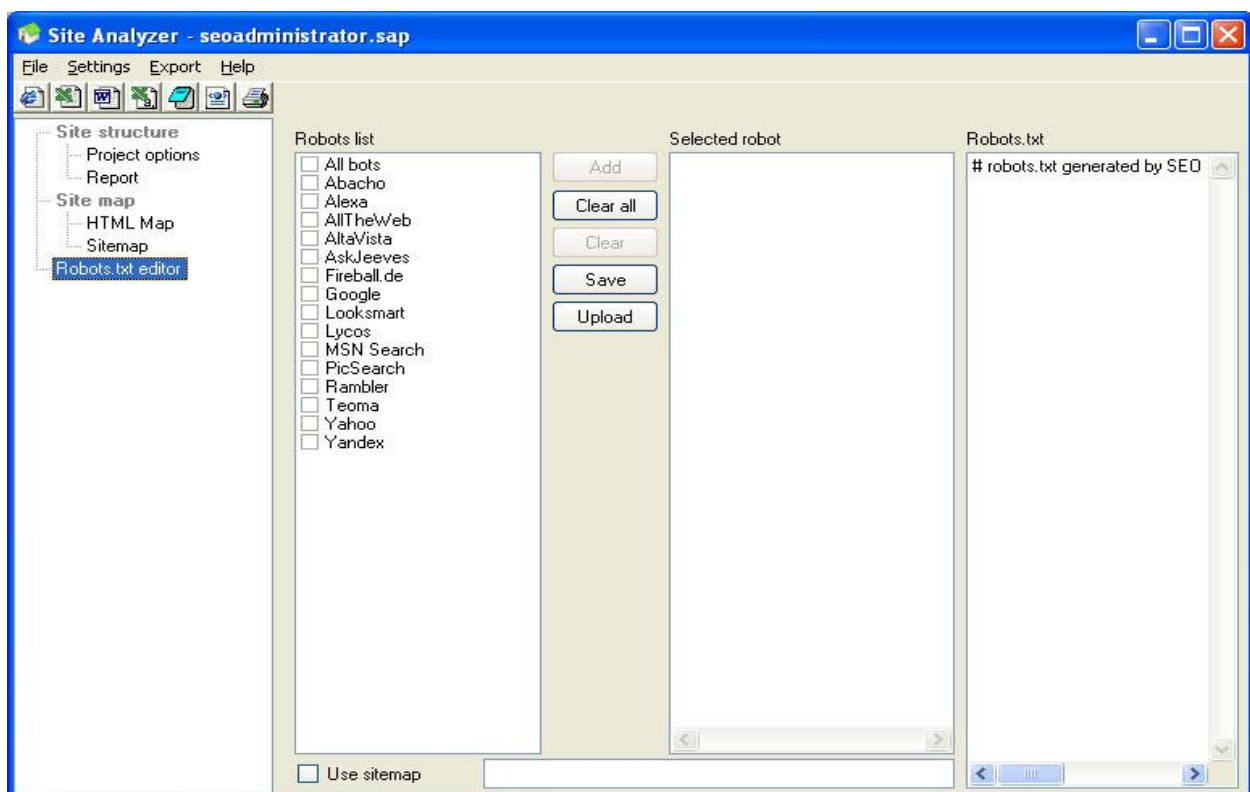 Site Analyzer - seoadministrator.sap
File Settings Export Help
Site structure
Project options
Report
Site map
HTML Map
Sitemap
Robots.txt editor
Robots list
All bots
Abacho
Alexa
AllTheWeb
AltaVista
AskJeeves
Fireball.de
Google
Looksmart
Lycos
MSN Search
PicSearch
Rambler
Teoma
Yahoo
Yandex
Use sitemap
Add
Clear all
Clear
Save
Upload
Selected robot
Robots.txt
# robots.txt generated by SEO